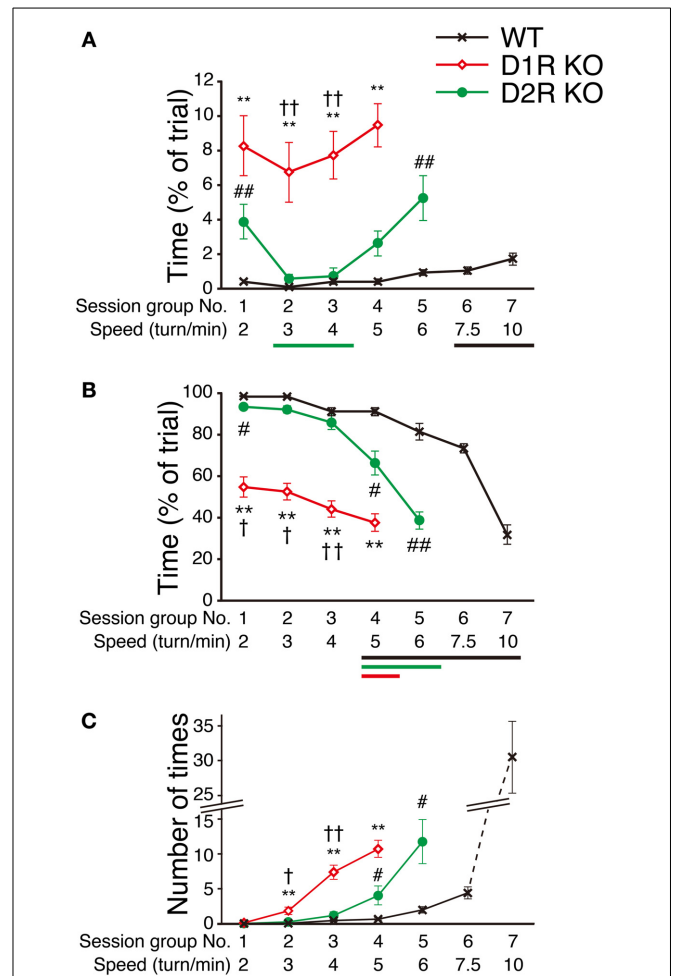 A
WT
D1R KO
D2R KO
12
10
8
6
4
2
0
Time (% of trial)
** †† ** †† ** **
## ##
Session group No. 1 2 3 4 5 6 7
Speed (turn/min) 2 3 4 5 6 7.5 10
B
100
80
60
40
20
0
Time (% of trial)
# # ##
** ** ** **
† † ††
Session group No. 1 2 3 4 5 6 7
Speed (turn/min) 2 3 4 5 6 7.5 10
C
35
30
25
15
10
5
0
Number of times
† ** †† ** **
# #
Session group No. 1 2 3 4 5 6 7
Speed (turn/min) 2 3 4 5 6 7.5 10